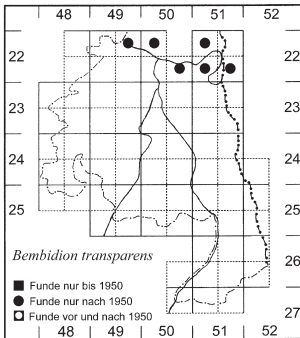 48 49 50 51 52
22 22
23 23
24 24
25 25
26
27
Bembidion transparens
Funde nur bis 1950
Funde nur nach 1950
Funde vor und nach 1950
48 49 50 51 52